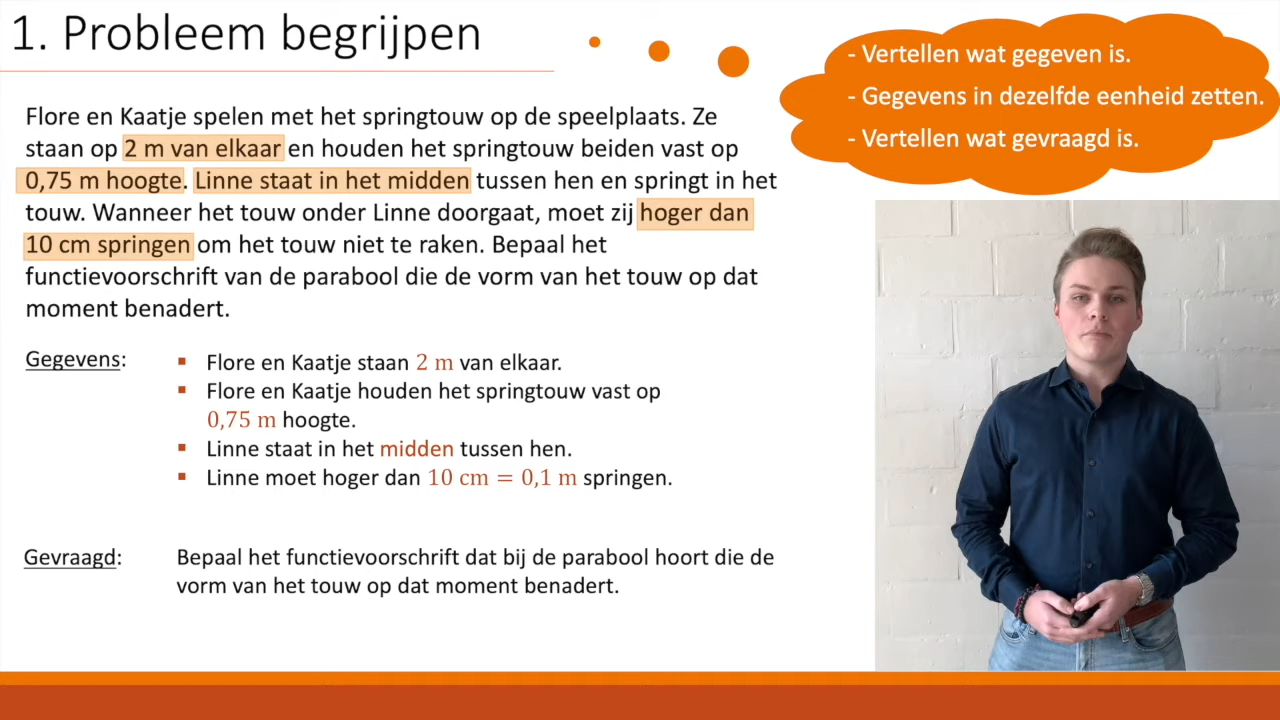 1. Probleem begrijpen
- Vertellen wat gegeven is.
- Gegevens in dezelfde eenheid zetten.
- Vertellen wat gevraagd is.
Flore en Kaatje spelen met het springtouw op de speelplaats. Ze
staan op 2 m van elkaar en houden het springtouw beiden vast op
0,75 m hoogte. Linne staat in het midden tussen hen en springt in het
touw. Wanneer het touw onder Linne doorgaat, moet zij hoger dan
10 cm springen om het touw niet te raken. Bepaal het
functievoorschrift van de parabool die de vorm van het touw op dat
moment benadert.
Gegevens:
▪ Flore en Kaatje staan 2 m van elkaar.
▪ Flore en Kaatje houden het springtouw vast op
0,75 m hoogte.
▪ Linne staat in het midden tussen hen.
▪ Linne moet hoger dan 10 cm = 0,1 m springen.
Gevraagd: Bepaal het functievoorschrift dat bij de parabool hoort die de
vorm van het touw op dat moment benadert.